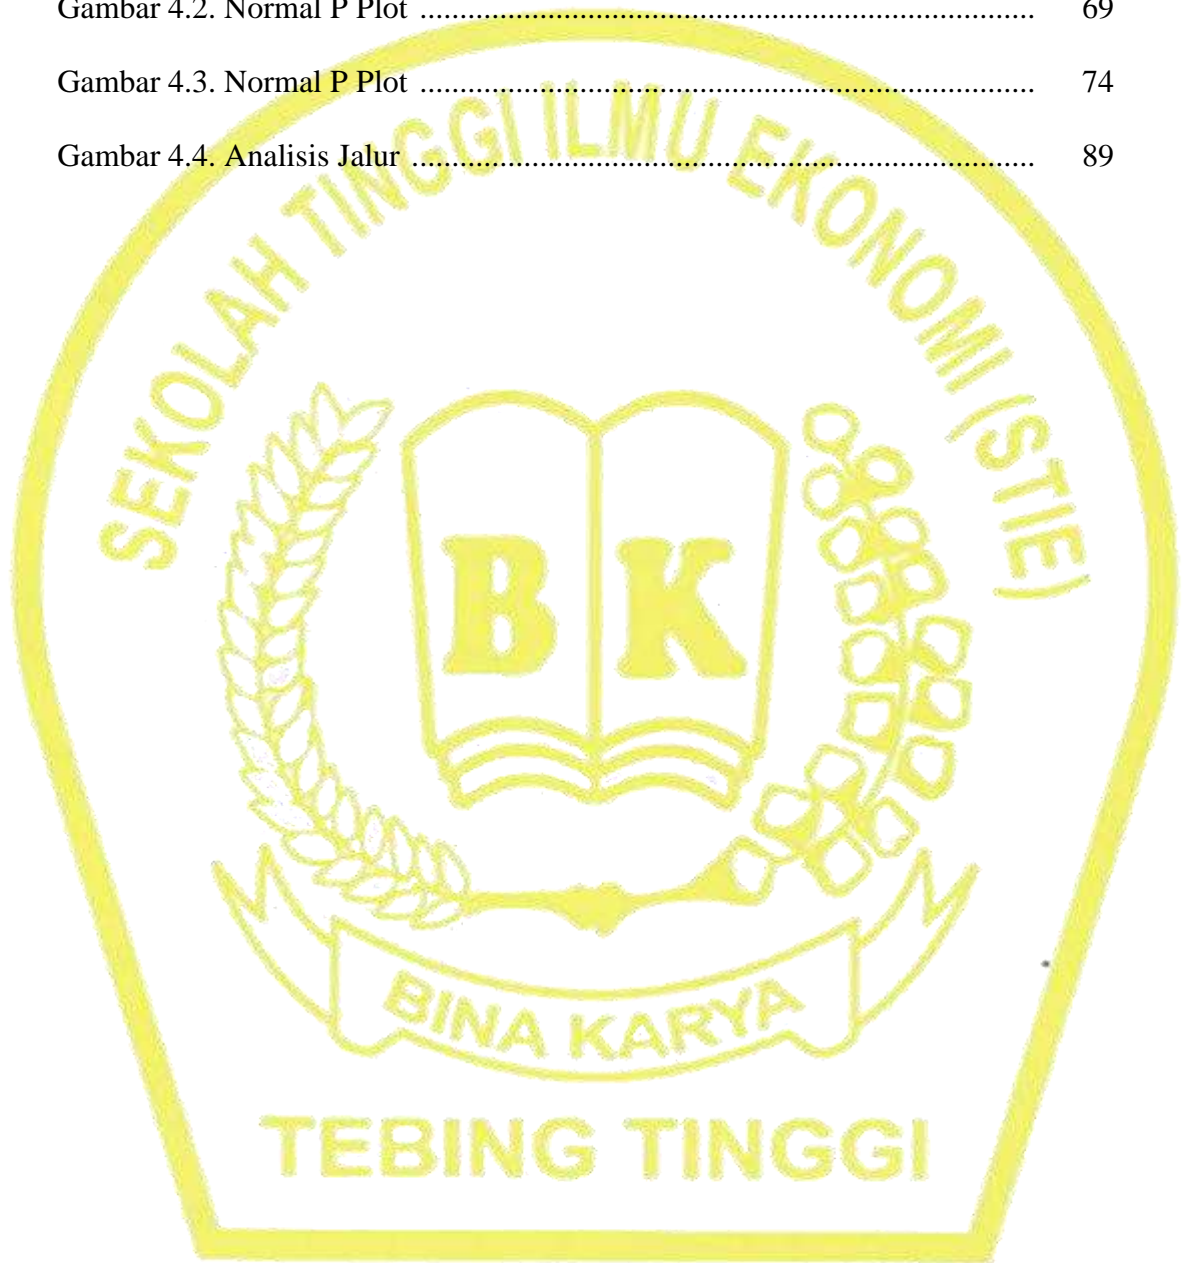 Gambar 4.2. Normal P Plot ............................................................................ 69
Gambar 4.3. Normal P Plot ............................................................................ 74
Gambar 4.4. Analisis Jalur ............................................................................. 89
SEKOLAH TINGGI ILMU EKONOMI (STIE)
B K
BINA KARYA
TEBING TINGGI